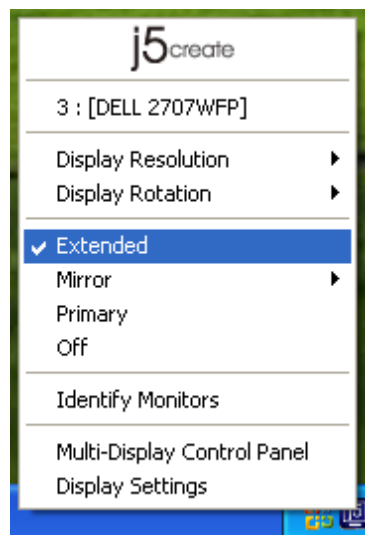 j5create
3 : [DELL 2707WFP]
Display Resolution
Display Rotation
Extended
Mirror
Primary
Off
Identify Monitors
Multi-Display Control Panel
Display Settings